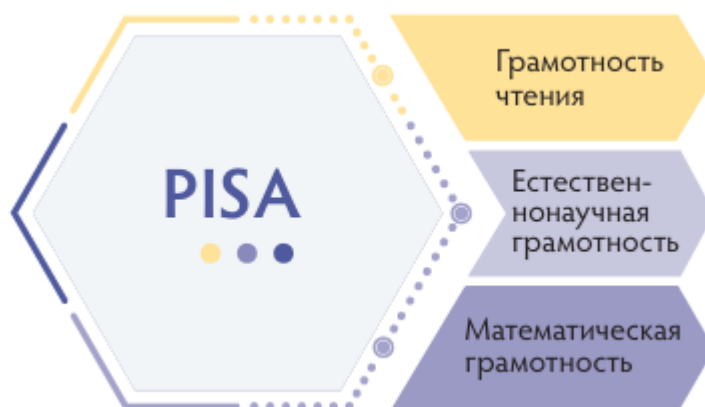 PISA
Грамотность
чтения
Естествен-
нонаучная
грамотность
Математическая
грамотность